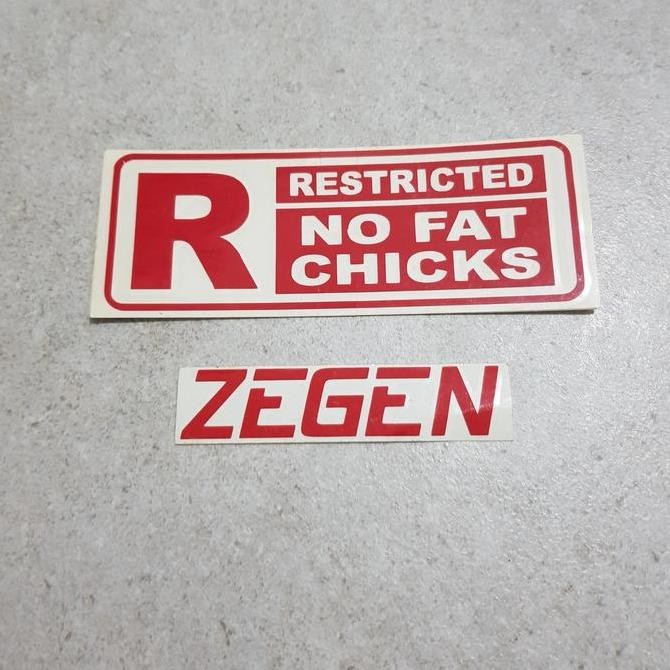 R
RESTRICTED
NO FAT
CHICKS
ZEGEN